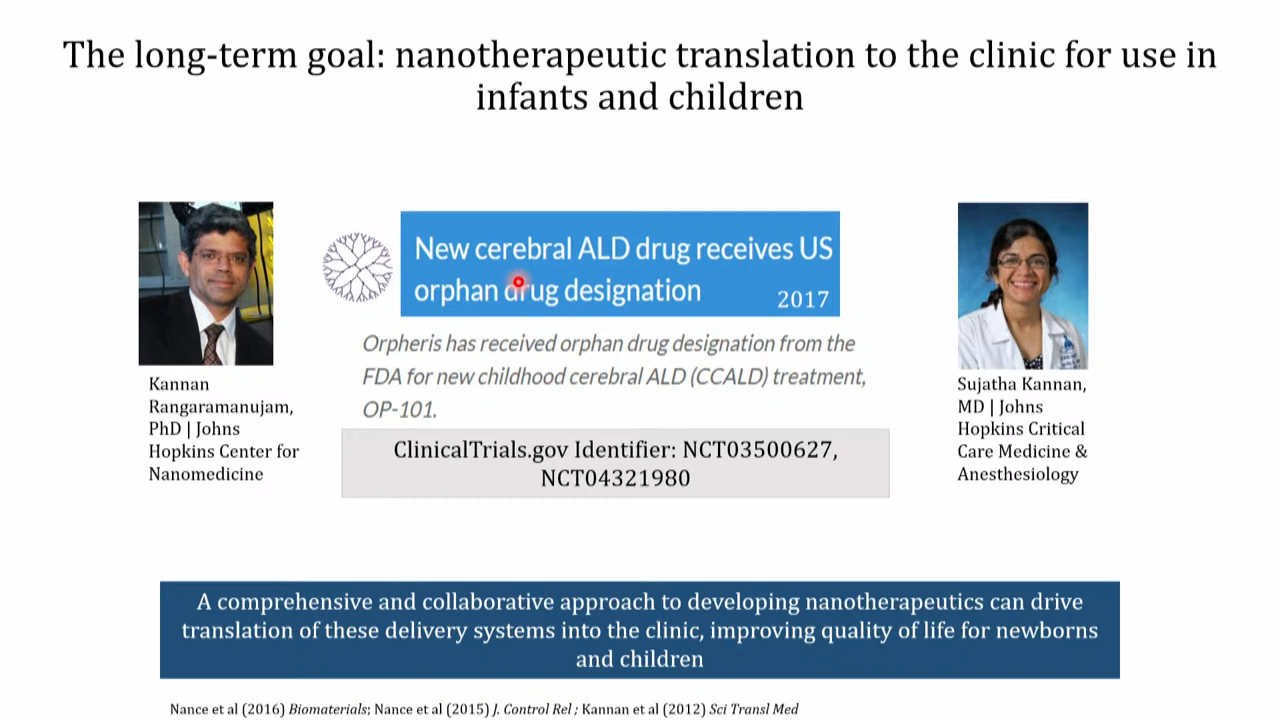 The long-term goal: nanotherapeutic translation to the clinic for use in
infants and children
New cerebral ALD drug receives US
orphan drug designation
2017
Orpheris has received orphan drug designation from the
FDA for new childhood cerebral ALD (CCALD) treatment,
OP-101.
ClinicalTrials.gov Identifier: NCT03500627,
NCT04321980
Kannan
Rangaramanujam,
PhD | Johns
Hopkins Center for
Nanomedicine
Sujatha Kannan,
MD | Johns
Hopkins Critical
Care Medicine &
Anesthesiology
A comprehensive and collaborative approach to developing nanotherapeutics can drive
translation of these delivery systems into the clinic, improving quality of life for newborns
and children
Nance et al (2016) Biomaterials; Nance et al (2015) J. Control Rel ; Kannan et al (2012) Sci Transl Med